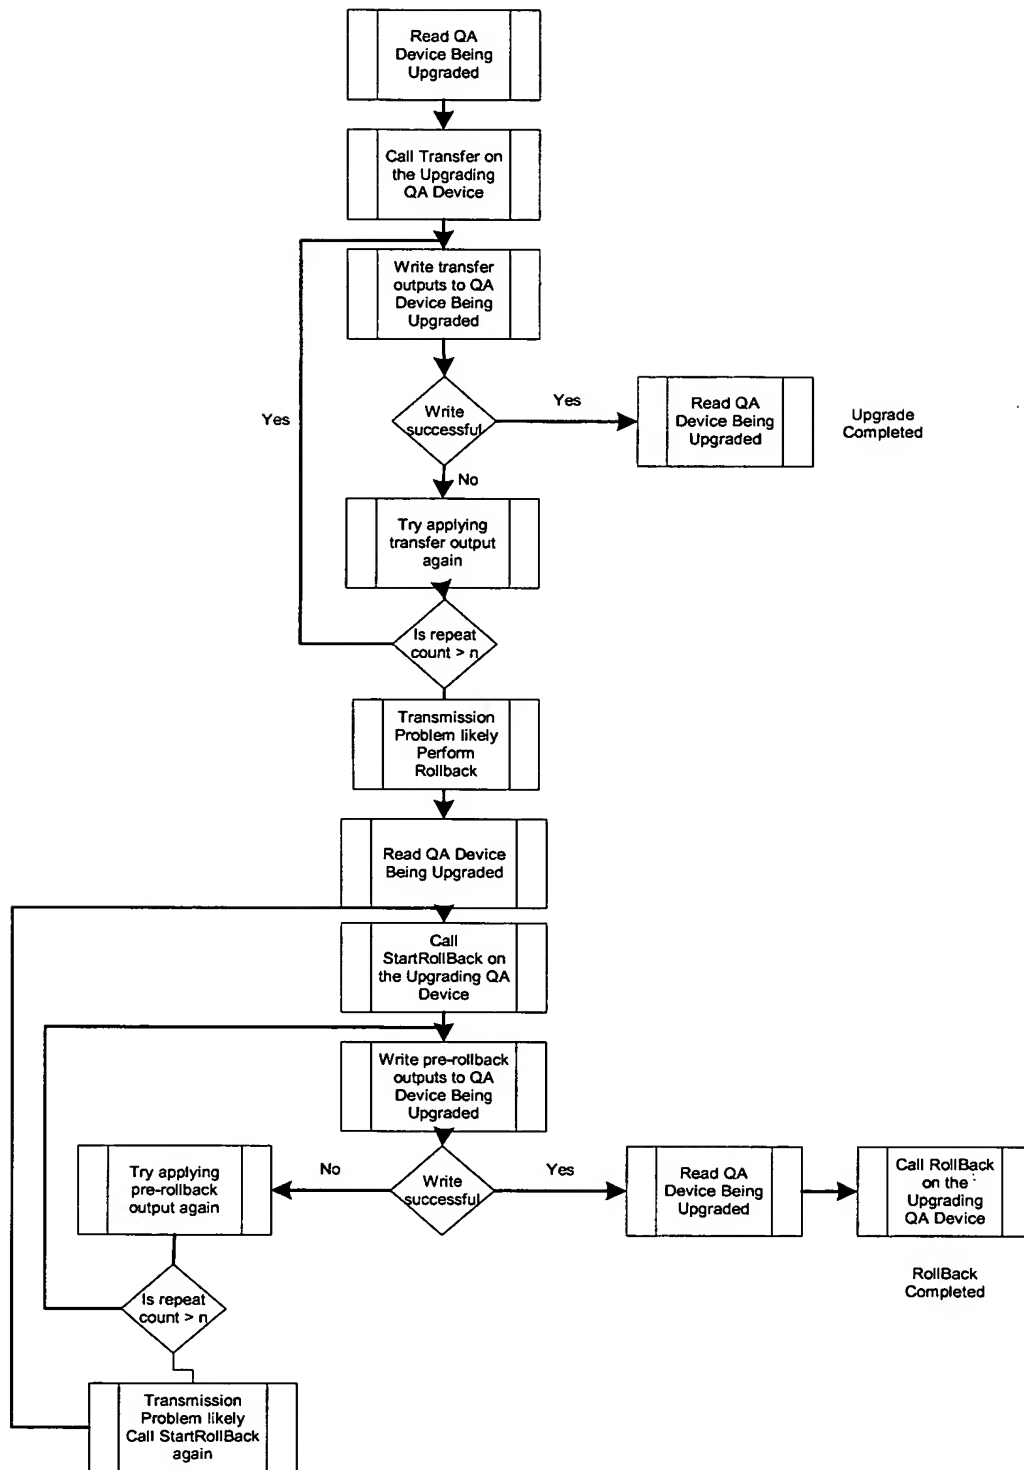 Read QA
Device Being
Upgraded
Call Transfer on
the Upgrading
QA Device
Write transfer
outputs to QA
Device Being
Upgraded
Yes
Write
successful
Yes
Read QA
Device Being
Upgraded
Upgrade
Completed
No
Try applying
transfer output
again
Is repeat
count > n
Transmission
Problem likely
Perform
Rollback
Read QA Device
Being Upgraded
Call
StartRollBack on
the Upgrading QA
Device
Write pre-rollback
outputs to QA
Device Being
Upgraded
Try applying
pre-rollback
output again
No
Write
successful
Yes
Read QA
Device Being
Upgraded
Call RollBack
on the
Upgrading
QA Device
RollBack
Completed
Is repeat
count > n
Transmission
Problem likely
Call StartRollBack
again